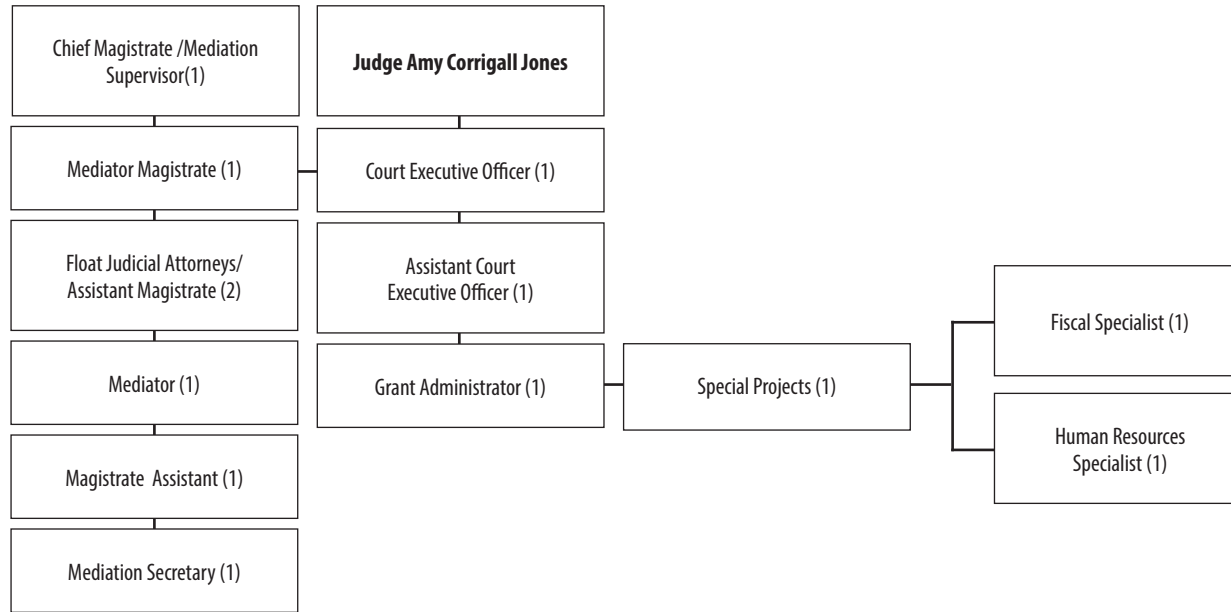 Chief Magistrate /Mediation
Supervisor(1)
Judge Amy Corrigall Jones
Mediator Magistrate (1)
Court Executive Officer (1)
Float Judicial Attorneys/
Assistant Magistrate (2)
Assistant Court
Executive Officer (1)
Fiscal Specialist (1)
Mediator (1)
Grant Administrator (1)
Special Projects (1)
Human Resources
Specialist (1)
Magistrate Assistant (1)
Mediation Secretary (1)